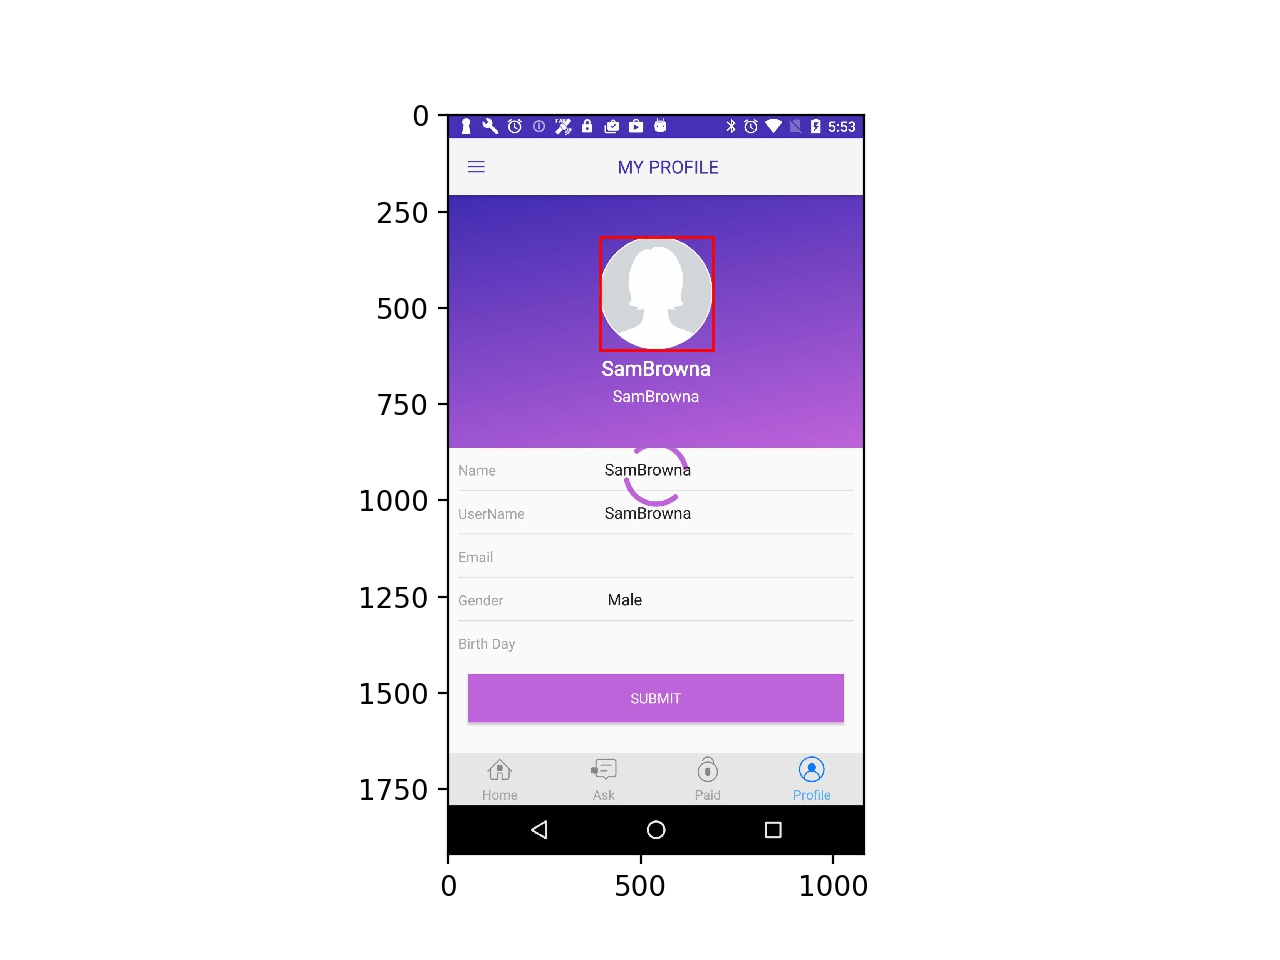 0
250
500
750
1000
1250
1500
1750
5:53
MY PROFILE
SamBrowna
SamBrowna
Name SamBrowna
UserName SamBrowna
Email
Gender Male
Birth Day
SUBMIT
Home Ask Paid Profile
0 500 1000